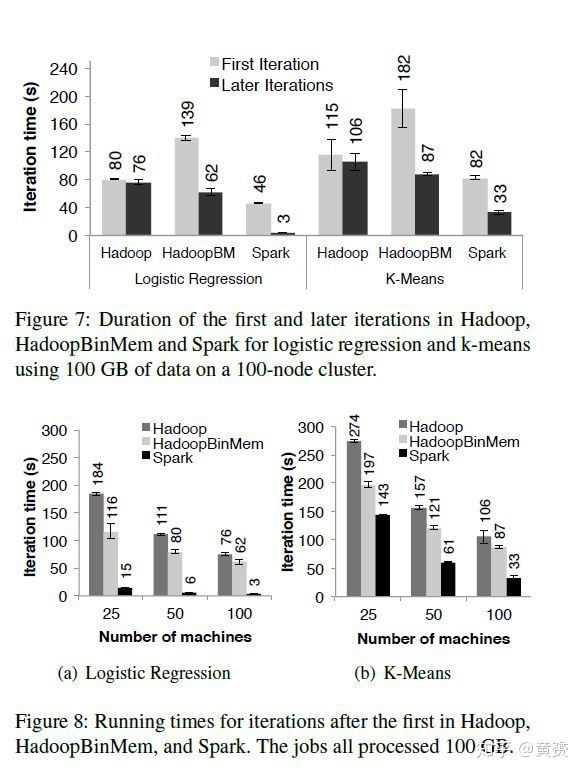 240
200
160
120
80
40
0
Iteration time (s)
First Iteration
Later Iterations
80
76
139
62
46
3
115
106
182
87
82
33
Hadoop HadoopBM Spark Hadoop HadoopBM Spark
Logistic Regression K-Means
Figure 7: Duration of the first and later iterations in Hadoop,
HadoopBinMem and Spark for logistic regression and k-means
using 100 GB of data on a 100-node cluster.
300
250
200
150
100
50
0
Iteration time (s)
Hadoop
HadoopBinMem
Spark
184
116
15
111
80
6
76
62
3
25 50 100
Number of machines
(a) Logistic Regression
300
250
200
150
100
50
0
Iteration time (s)
Hadoop
HadoopBinMem
Spark
274
197
143
157
121
61
106
87
33
25 50 100
Number of machines
(b) K-Means
Figure 8: Running times for iterations after the first in Hadoop,
HadoopBinMem, and Spark. The jobs all processed 100 GB.
知乎 @黄赟